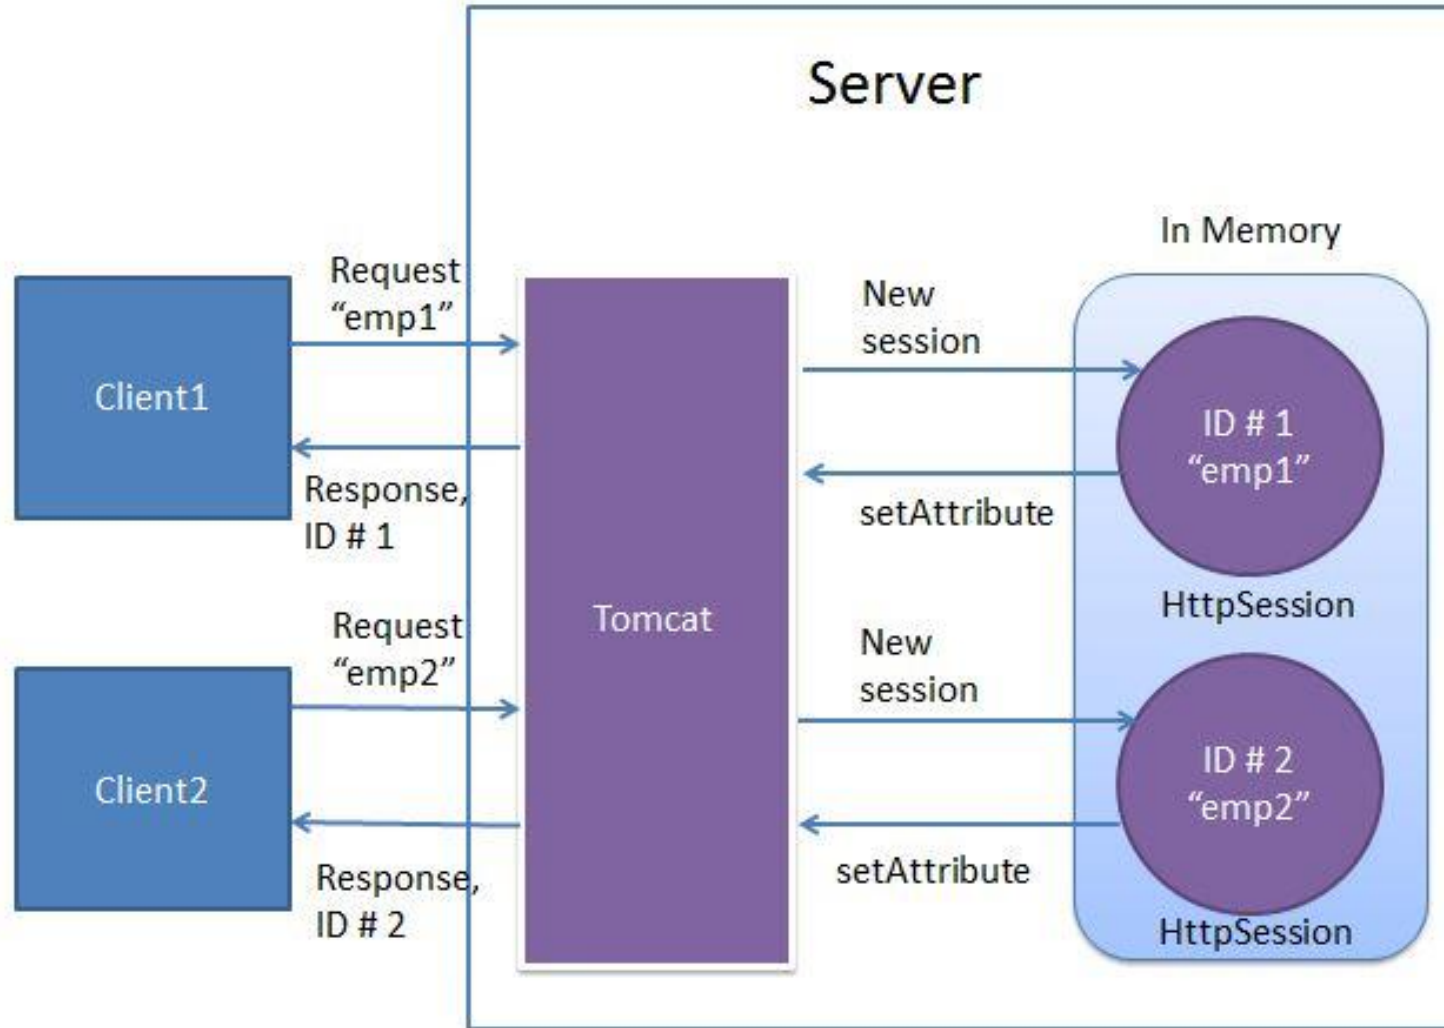 Server
In Memory
Request
“emp1”
Client1
Response,
ID # 1
New
session
ID # 1
“emp1”
setAttribute
HttpSession
Tomcat
Request
“emp2”
Client2
Response,
ID # 2
New
session
ID # 2
“emp2”
setAttribute
HttpSession